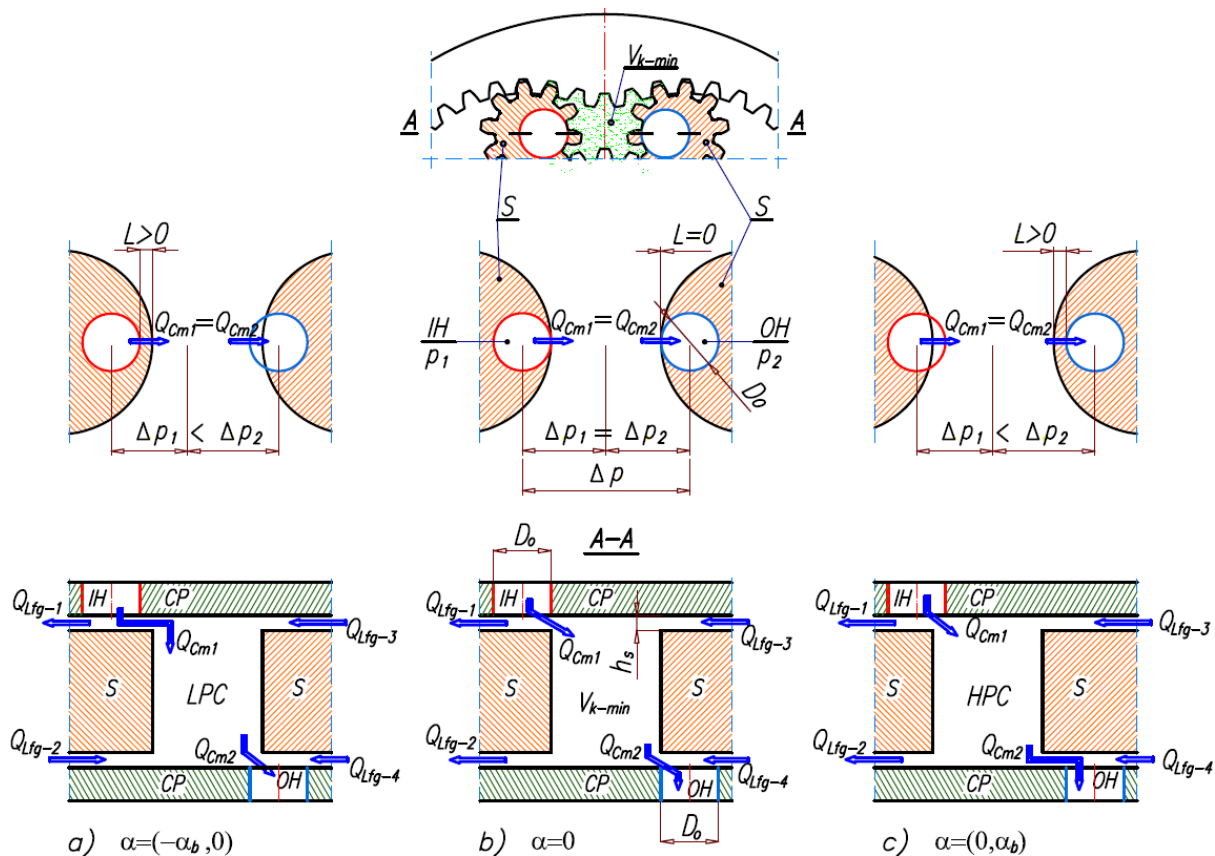 V_k-min
A A
S S
L>0 L=0 L>0
Q_Cm1=Q_Cm2 Q_Cm1=Q_Cm2 Q_Cm1=Q_Cm2
IH OH
p_1 p_2
D_o
Δp_1 < Δp_2 Δp_1 = Δp_2 Δp_1 < Δp_2
Δp
D_o A-A
IH CP IH CP IH CP
Q_Lfg-1 Q_Lfg-3 Q_Lfg-1 Q_Lfg-3 Q_Lfg-1 Q_Lfg-3
Q_Cm1 Q_Cm1 h_s Q_Cm1
S LPC S S V_k-min S S HPC S
Q_Lfg-2 Q_Cm2 Q_Lfg-4 Q_Lfg-2 Q_Cm2 Q_Lfg-4 Q_Lfg-2 Q_Cm2 Q_Lfg-4
CP OH CP OH CP OH
D_o
a) α=(-α_b,0) b) α=0 c) α=(0,α_b)